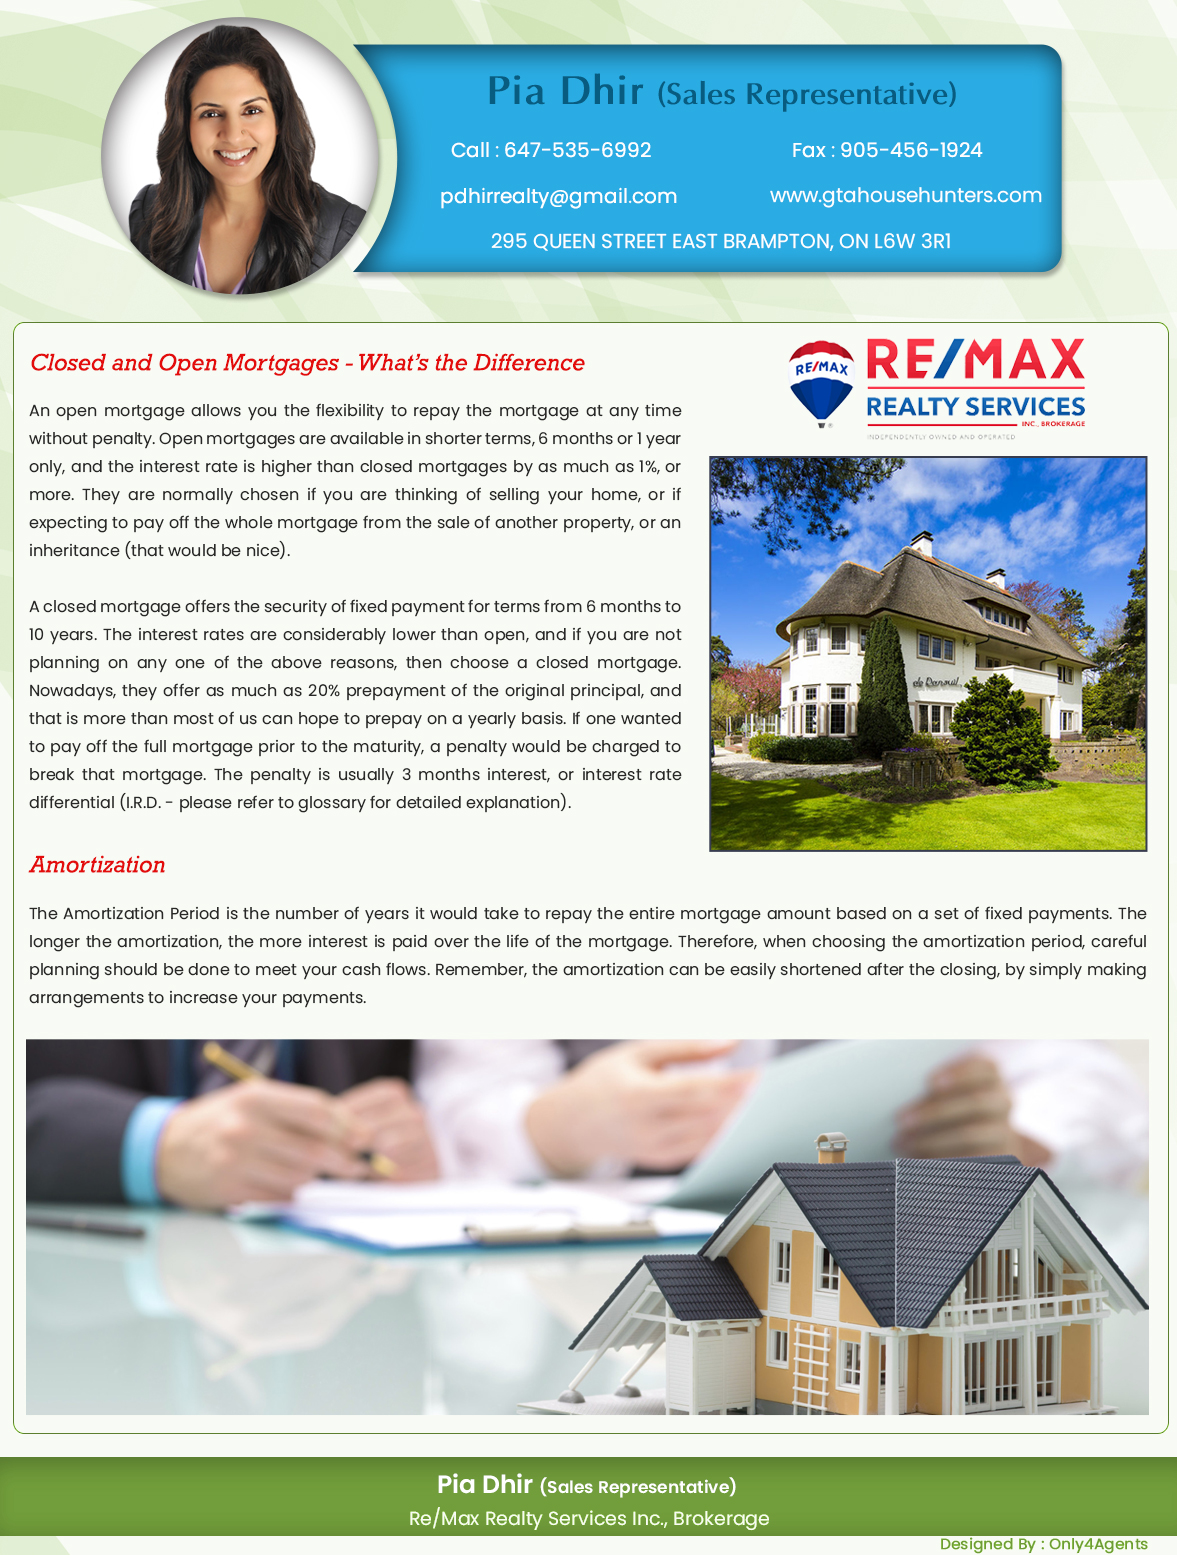 Pia Dhir (Sales Representative)
Call : 647-535-6992
Fax : 905-456-1924
pdhirrealty@gmail.com
www.gtahousehunters.com
295 QUEEN STREET EAST BRAMPTON, ON L6W 3R1
Closed and Open Mortgages - What's the Difference
An open mortgage allows you the flexibility to repay the mortgage at any time
without penalty. Open mortgages are available in shorter terms, 6 months or 1 year
only, and the interest rate is higher than closed mortgages by as much as 1%, or
more. They are normally chosen if you are thinking of selling your home, or if
expecting to pay off the whole mortgage from the sale of another property, or an
inheritance (that would be nice).
A closed mortgage offers the security of fixed payment for terms from 6 months to
10 years. The interest rates are considerably lower than open, and if you are not
planning on any one of the above reasons, then choose a closed mortgage.
Nowadays, they offer as much as 20% prepayment of the original principal, and
that is more than most of us can hope to prepay on a yearly basis. If one wanted
to pay off the full mortgage prior to the maturity, a penalty would be charged to
break that mortgage. The penalty is usually 3 months interest, or interest rate
differential (I.R.D. - please refer to glossary for detailed explanation).
RE/MAX
RE/MAX
REALTY SERVICES
INC., BROKERAGE
INDEPENDENTLY OWNED AND OPERATED
Amortization
The Amortization Period is the number of years it would take to repay the entire mortgage amount based on a set of fixed payments. The
longer the amortization, the more interest is paid over the life of the mortgage. Therefore, when choosing the amortization period, careful
planning should be done to meet your cash flows. Remember, the amortization can be easily shortened after the closing, by simply making
arrangements to increase your payments.
Pia Dhir (Sales Representative)
Re/Max Realty Services Inc., Brokerage
Designed By : Only4Agents